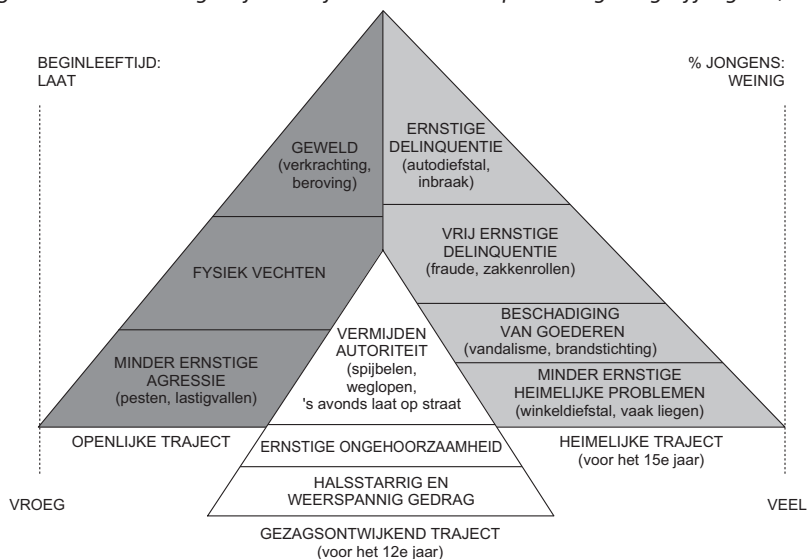 BEGINLEEFTIJD:
LAAT
% JONGENS:
WEINIG
GEWELD
(verkrachting,
beroving)
ERNSTIGE
DELINQUENTIE
(autodiefstal,
inbraak)
FYSIEK VECHTEN
VRIJ ERNSTIGE
DELINQUENTIE
(fraude, zakkenrollen)
MINDER ERNSTIGE
AGRESSIE
(pesten, lastigvallen)
VERMIJDEN
AUTORITEIT
(spijbelen,
weglopen,
's avonds laat op straat
BESCHADIGING
VAN GOEDEREN
(vandalisme, brandstichting)
MINDER ERNSTIGE
HEIMELIJKE PROBLEMEN
(winkeldiefstal, vaak liegen)
OPENLIJKE TRAJECT
ERNSTIGE ONGEHOORZAAMHEID
HEIMELIJKE TRAJECT
(voor het 15e jaar)
HALSSTARRIG EN
WEERSPANNIG GEDRAG
VROEG
VEEL
GEZAGSONTWIJKEND TRAJECT
(voor het 12e jaar)